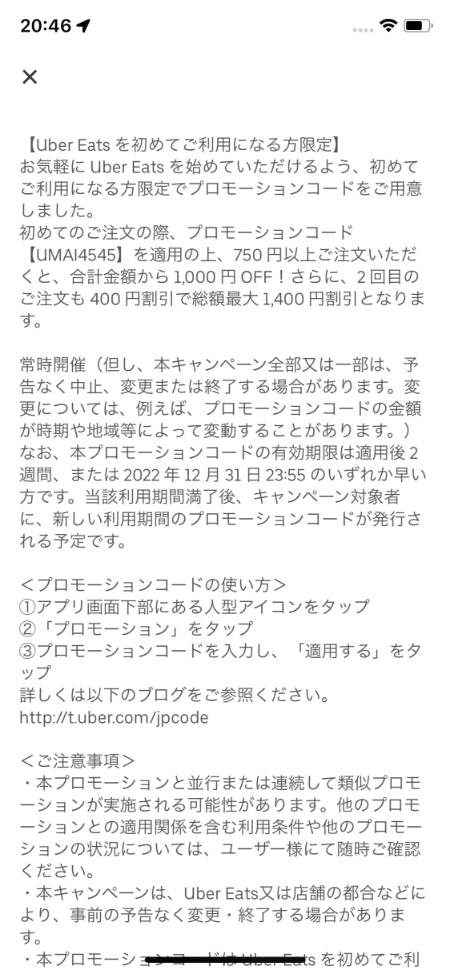 20:46
【Uber Eats を初めてご利用になる方限定】
お気軽に Uber Eats を始めていただけるよう、初めて
ご利用になる方限定でプロモーションコードをご用意
しました。
初めてのご注文の際、プロモーションコード
【UMAI4545】を適用の上、750 円以上ご注文いただ
くと、合計金額から 1,000 円 OFF！さらに、2 回目の
ご注文も 400 円割引で総額最大 1,400 円割引となりま
す。
常時開催（但し、本キャンペーン全部又は一部は、予
告なく中止、変更または終了する場合があります。変
更については、例えば、プロモーションコードの金額
が時期や地域等によって変動することがあります。）
なお、本プロモーションコードの有効期限は適用後 2
週間、または 2022 年 12 月 31 日 23:55 のいずれか早い
方です。当該利用期間満了後、キャンペーン対象者
に、新しい利用期間のプロモーションコードが発行さ
れる予定です。
＜プロモーションコードの使い方＞
①アプリ画面下部にある人型アイコンをタップ
②「プロモーション」をタップ
③プロモーションコードを入力し、「適用する」をタ
ップ
詳しくは以下のブログをご参照ください。
http://t.uber.com/jpcode
＜ご注意事項＞
・本プロモーションと並行または連続して類似プロモ
ーションが実施される可能性があります。他のプロモ
ーションとの適用関係を含む利用条件や他のプロモー
ションの状況については、ユーザー様にて随時ご確認
ください。
・本キャンペーンは、Uber Eats又は店舗の都合などに
より、事前の予告なく変更・終了する場合がありま
す。
・本プロモーションコードは Uber Eats を初めてご利